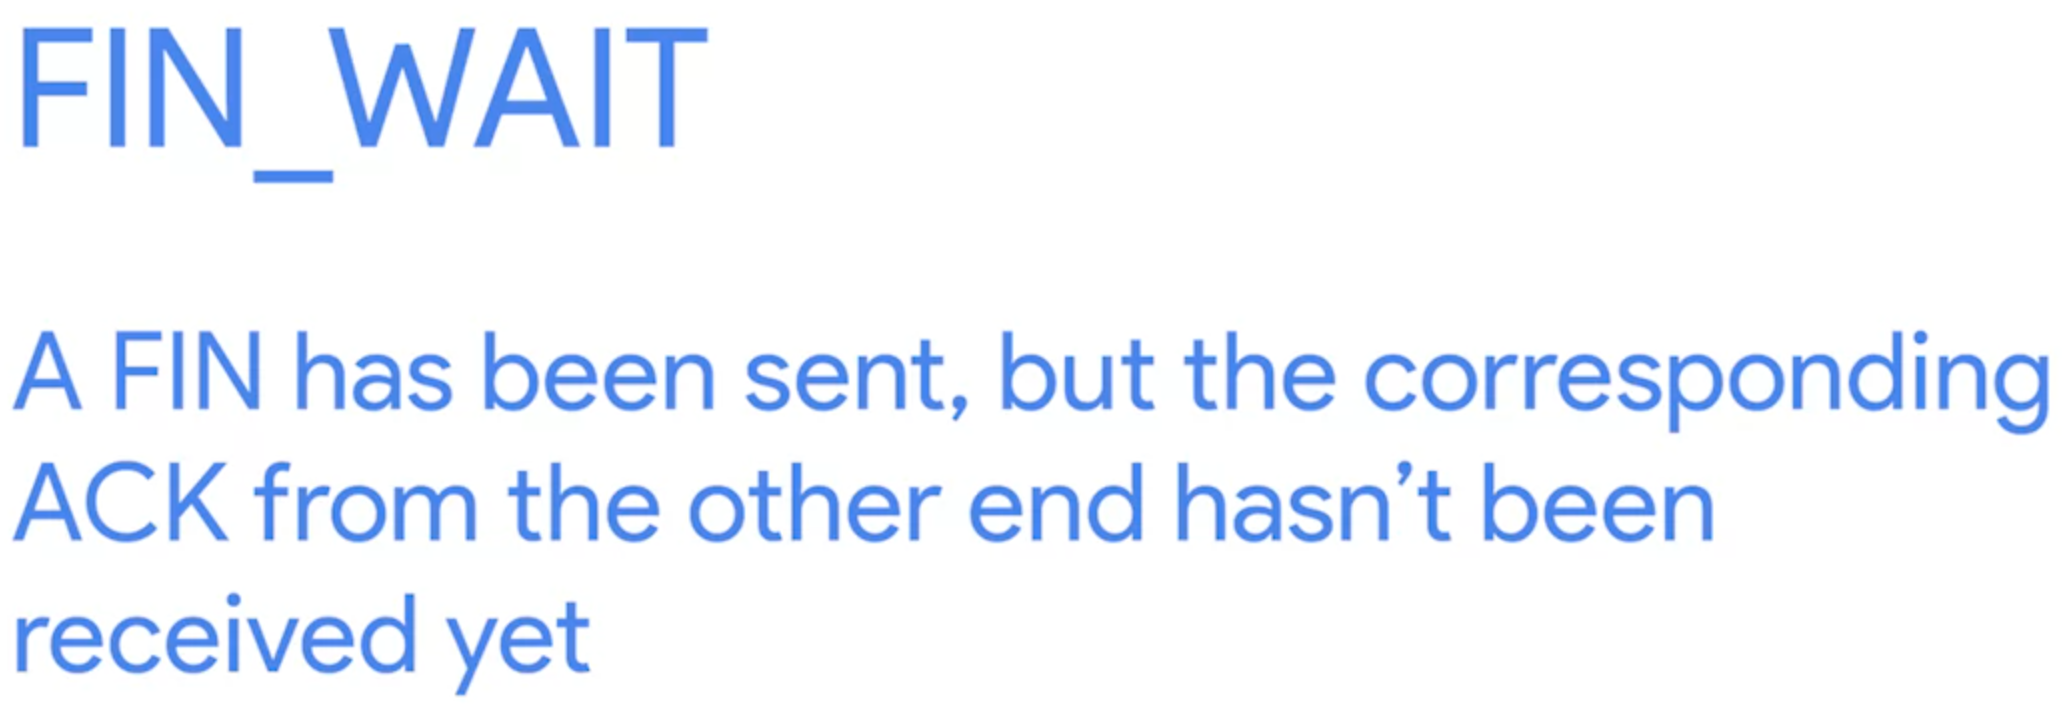 FIN_WAIT
A FIN has been sent, but the corresponding
ACK from the other end hasn’t been
received yet